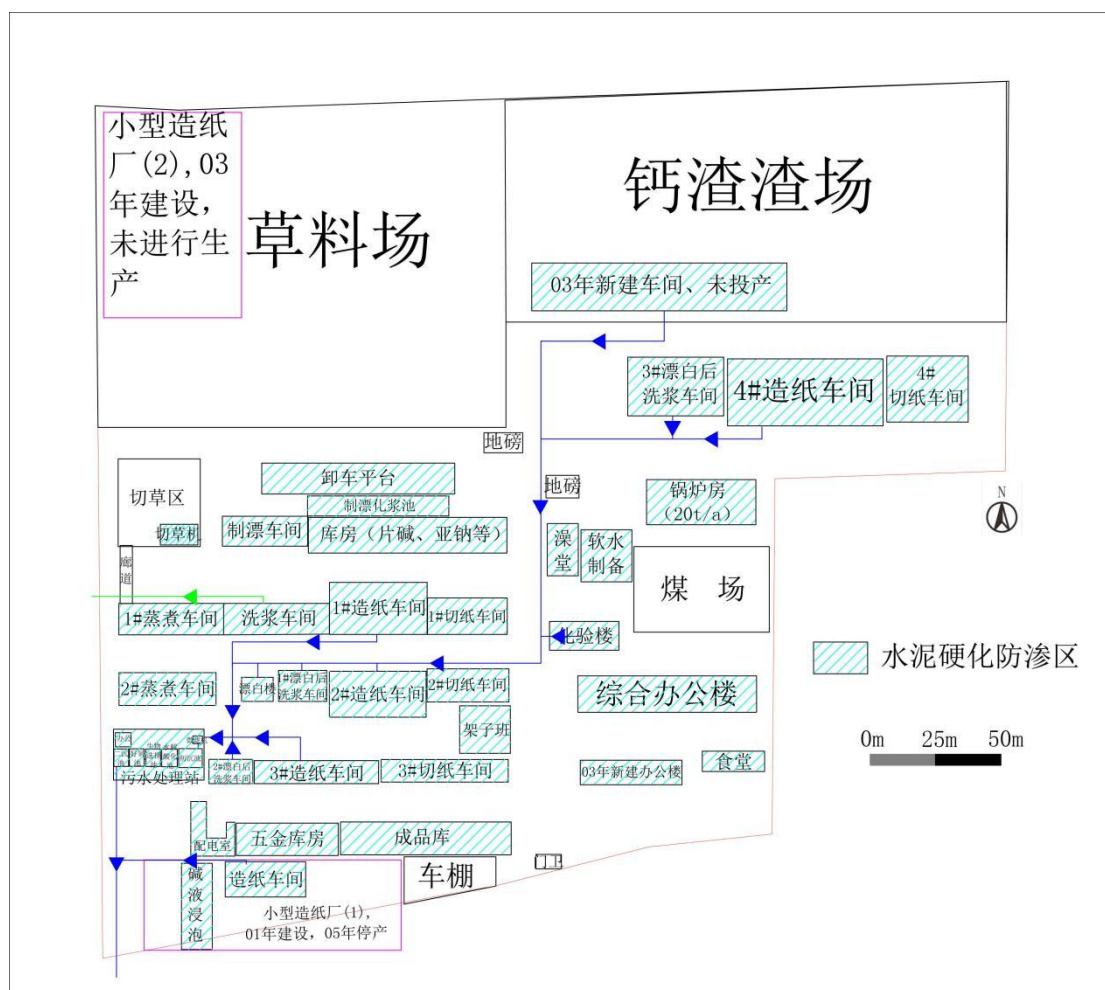 小型造纸
厂(2),03
年建设，
未进行生
产
草料场
钙渣渣场
03年新建车间、未投产
3#漂白后
洗浆车间
4#造纸车间
4#
切纸车间
地磅
卸车平台
制漂化浆池
切草区
切草机
制漂车间
库房（片碱、亚钠等）
地磅
锅炉房
（20t/a）
澡
堂
软水
制备
煤 场
N
廊
道
1#蒸煮车间
洗浆车间
1#造纸车间
1#切纸车间
化验楼
水泥硬化防渗区
2#蒸煮车间
漂白楼
1#漂白后
洗浆车间
2#造纸车间
2#切纸车间
综合办公楼
架子班
0m 25m 50m
污水处理站
2#漂白后
洗浆车间
3#造纸车间
3#切纸车间
03年新建办公楼
食堂
配电室
五金库房
成品库
碱
液
浸
泡
造纸车间
车棚
门卫
小型造纸厂(1),
01年建设，05年停产